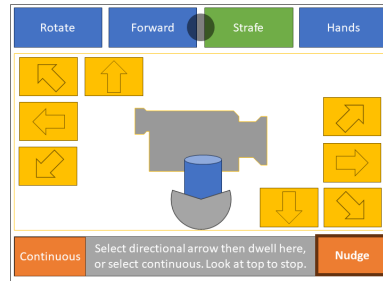 Rotate
Forward
Strafe
Hands
Continuous
Select directional arrow then dwell here,
or select continuous. Look at top to stop.
Nudge